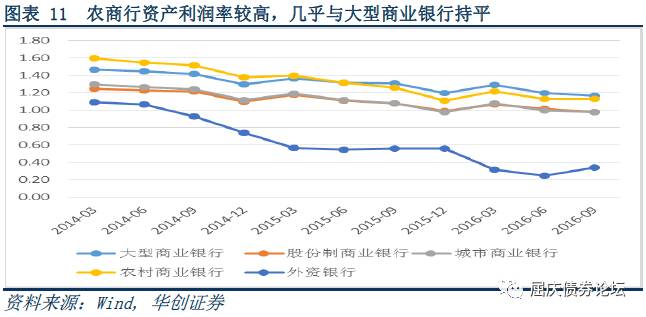 图表 11 农商行资产利润率较高，几乎与大型商业银行持平
1.80
1.60
1.40
1.20
1.00
0.80
0.60
0.40
0.20
0.00
2014-03 2014-06 2014-09 2014-12 2015-03 2015-06 2015-09 2015-12 2016-03 2016-06 2016-09
大型商业银行 股份制商业银行 城市商业银行
农村商业银行 外资银行
资料来源：Wind，华创证券
屈庆债券论坛